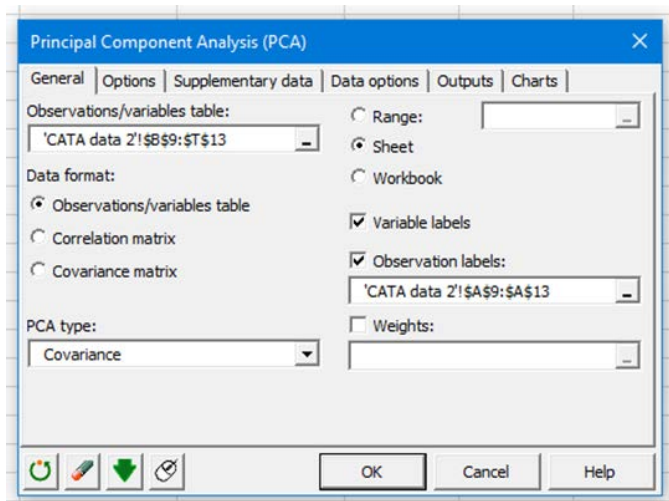 Principal Component Analysis (PCA)
General Options Supplementary data Data options Outputs Charts
Observations/variables table:
'CATA data 2'!$B$9:$T$13
Data format:
Observations/variables table
Correlation matrix
Covariance matrix
PCA type:
Covariance
Range:
Sheet
Workbook
Variable labels
Observation labels:
'CATA data 2'!$A$9:$A$13
Weights:
OK Cancel Help